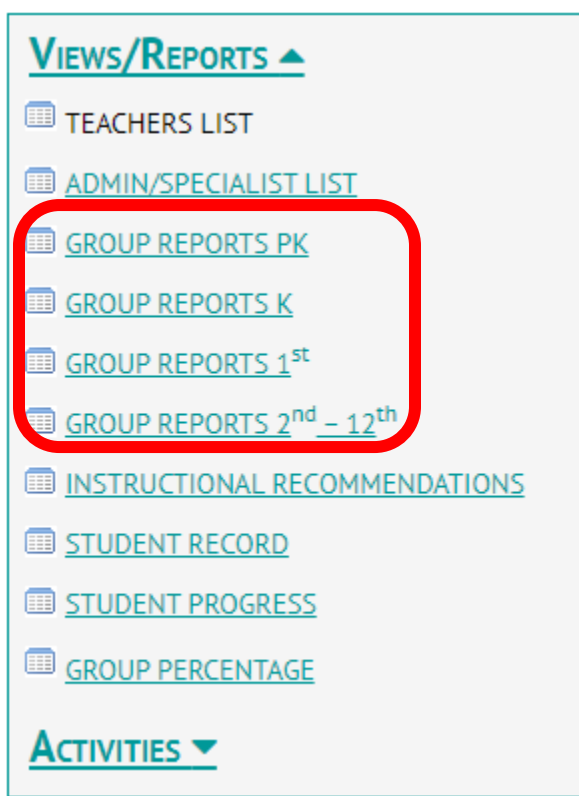 VIEWS/REPORTS
TEACHERS LIST
ADMIN/SPECIALIST LIST
GROUP REPORTS PK
GROUP REPORTS K
GROUP REPORTS 1st
GROUP REPORTS 2nd – 12th
INSTRUCTIONAL RECOMMENDATIONS
STUDENT RECORD
STUDENT PROGRESS
GROUP PERCENTAGE
ACTIVITIES